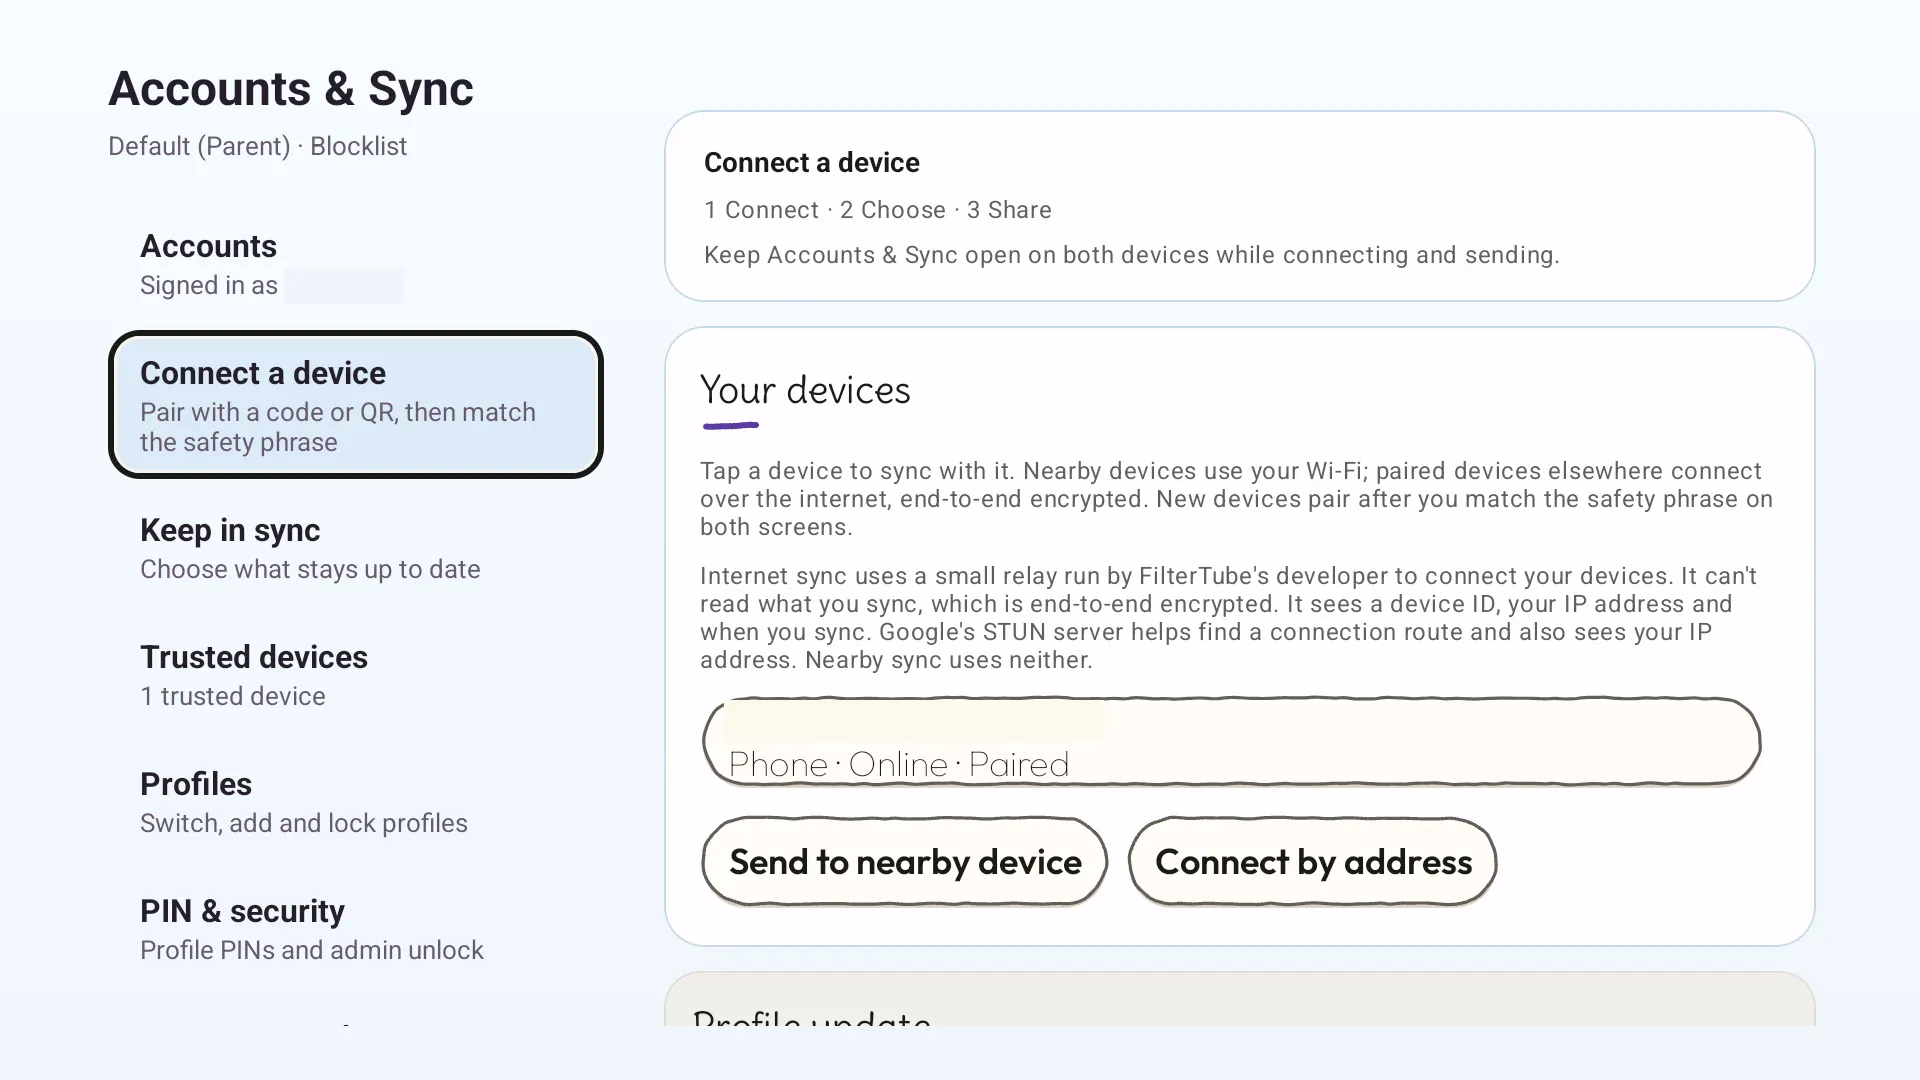 Accounts & Sync
Default (Parent) · Blocklist
Accounts
Signed in as
Connect a device
Pair with a code or QR, then match
the safety phrase
Keep in sync
Choose what stays up to date
Trusted devices
1 trusted device
Profiles
Switch, add and lock profiles
PIN & security
Profile PINs and admin unlock
Connect a device
1 Connect · 2 Choose · 3 Share
Keep Accounts & Sync open on both devices while connecting and sending.
Your devices
Tap a device to sync with it. Nearby devices use your Wi-Fi; paired devices elsewhere connect
over the internet, end-to-end encrypted. New devices pair after you match the safety phrase on
both screens.
Internet sync uses a small relay run by FilterTube's developer to connect your devices. It can't
read what you sync, which is end-to-end encrypted. It sees a device ID, your IP address and
when you sync. Google's STUN server helps find a connection route and also sees your IP
address. Nearby sync uses neither.
Phone · Online · Paired
Send to nearby device
Connect by address
Profile update